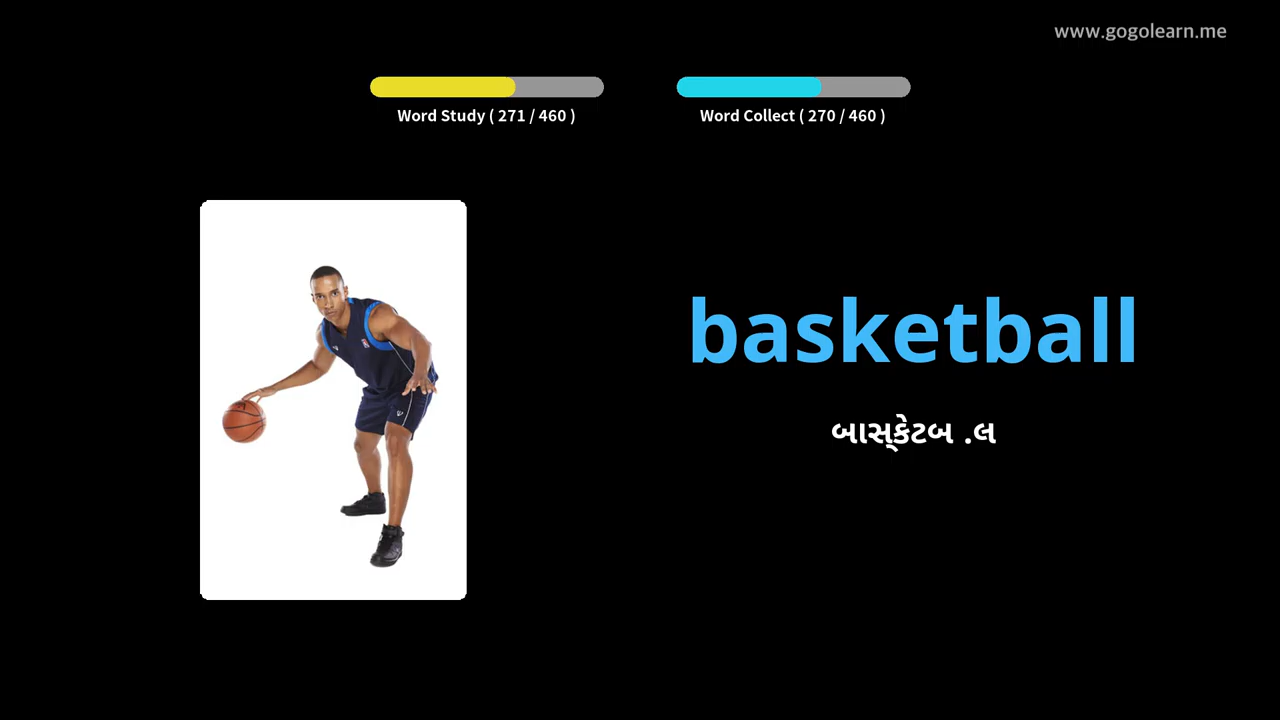 www.gogolearn.me
Word Study ( 271 / 460 )
Word Collect ( 270 / 460 )
basketball
બાસ્કેટબ .લ